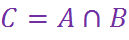 C = A ∩ B